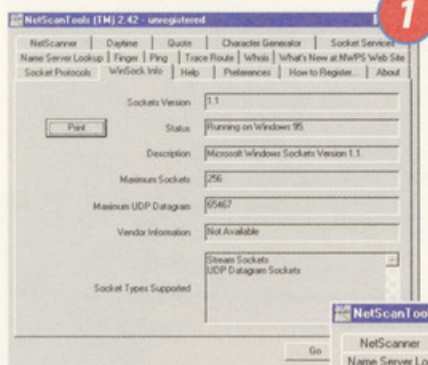 1
NetScanTools (TM) 2.42 - unregistered
NetScanner Daytime Quote Character Generator Socket Services
Name Server Lookup Finger Ping Trace Route Whois What's New at NWPS Web Site
Socket Protocols WinSock Info Help Preferences How to Register... About
Sockets Version 1.1
Print Status Running on Windows 95.
Description Microsoft Windows Sockets Version 1.1.
Maximum Sockets 256
Maximum UDP Datagram 65467
Vendor Information Not Available
Socket Types Supported Stream Sockets
UDP Datagram Sockets
Go
NetScanToo
NetScanner
Name Server Lo